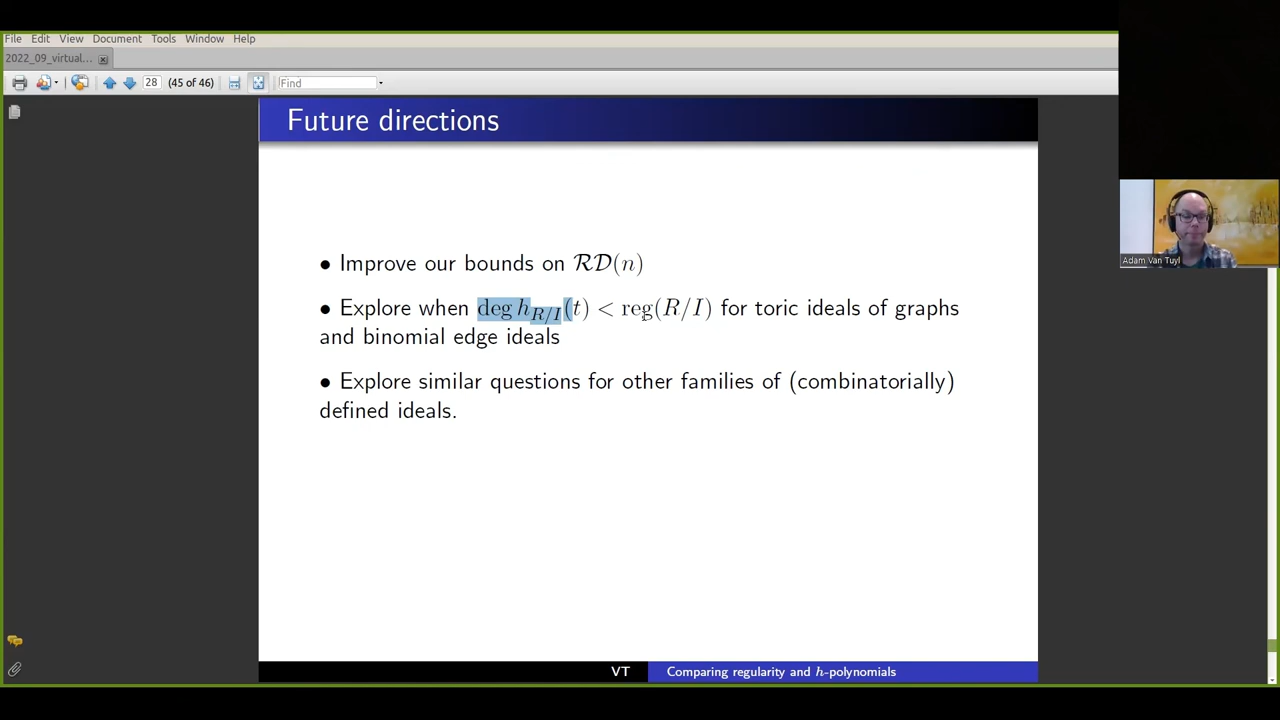 File Edit View Document Tools Window Help
2022_09_virtual...
28 (45 of 46) Find
Future directions
• Improve our bounds on 𝓡𝓓(n)
• Explore when deg h_{R/I}(t) < reg(R/I) for toric ideals of graphs
and binomial edge ideals
• Explore similar questions for other families of (combinatorially)
defined ideals.
Adam Van Tuyl
VT Comparing regularity and h-polynomials